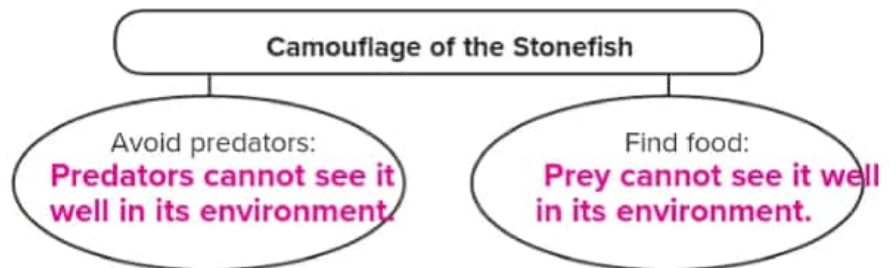 Camouflage of the Stonefish
Avoid predators:
Predators cannot see it
well in its environment.
Find food:
Prey cannot see it well
in its environment.